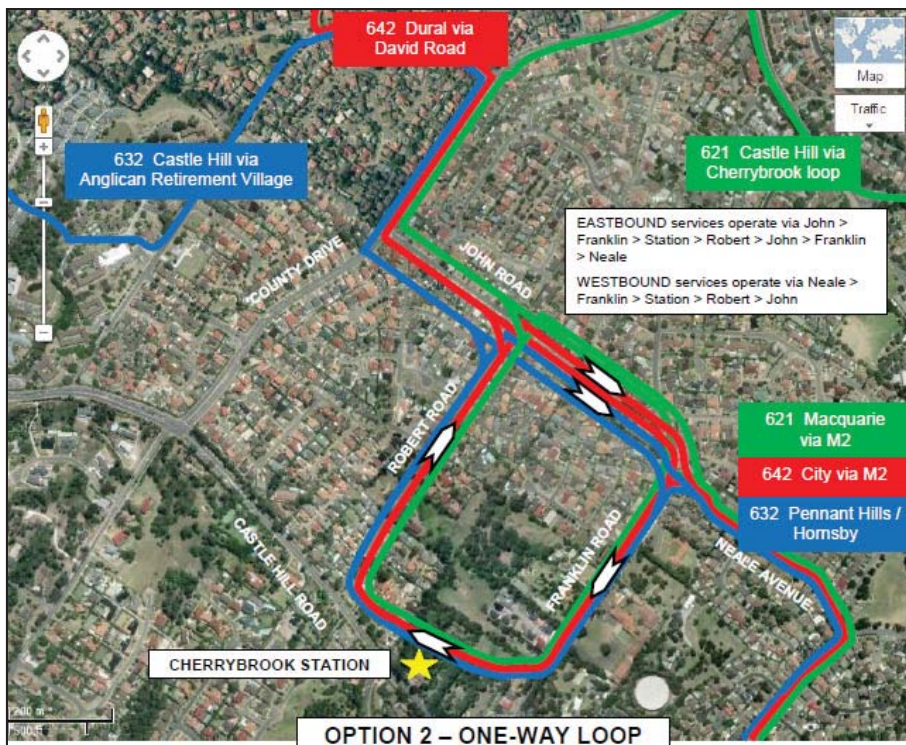 642 Dural via
David Road
Map
Traffic
632 Castle Hill via
Anglican Retirement Village
621 Castle Hill via
Cherrybrook loop
EASTBOUND services operate via John >
Franklin > Station > Robert > John > Franklin
> Neale
WESTBOUND services operate via Neale >
Franklin > Station > Robert > John
COUNTY DRIVE
JOHN ROAD
ROBERT ROAD
621 Macquarie
via M2
642 City via M2
632 Pennant Hills /
Hornsby
CASTLE HILL ROAD
FRANKLIN ROAD
NEALE AVENUE
CHERRYBROOK STATION
200 m
500 ft
OPTION 2 – ONE-WAY LOOP